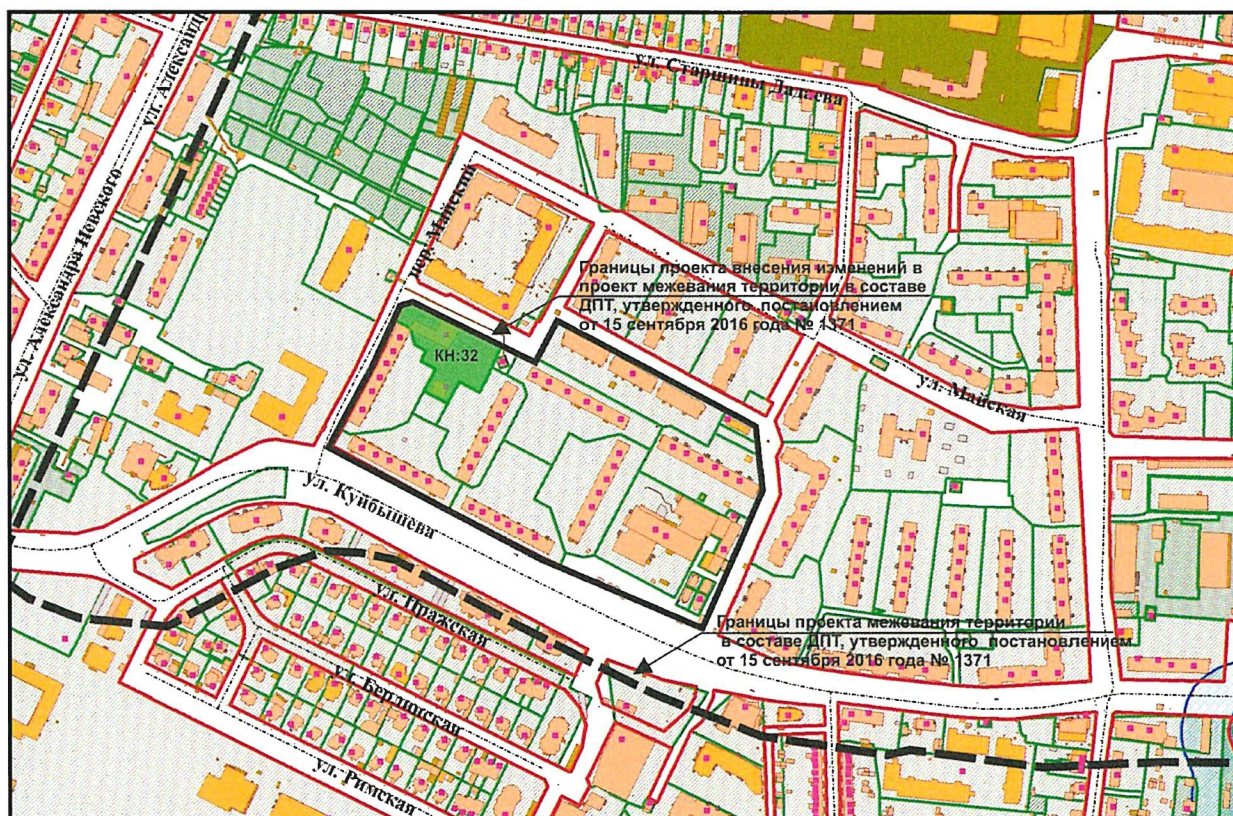 ул. Александра
ул. Старшины Дадаева
ул. Александра Невского
пер. Майский
Границы проекта внесения изменений в
проект межевания территории в составе
ДПТ, утвержденного постановлением
от 15 сентября 2016 года № 1371
КН:32
ул. Майская
ул. Куйбышева
ул. Пражская
Границы проекта межевания территории
в составе ДПТ, утвержденного постановлением
от 15 сентября 2016 года № 1371
ул. Берлинская
ул. Римская